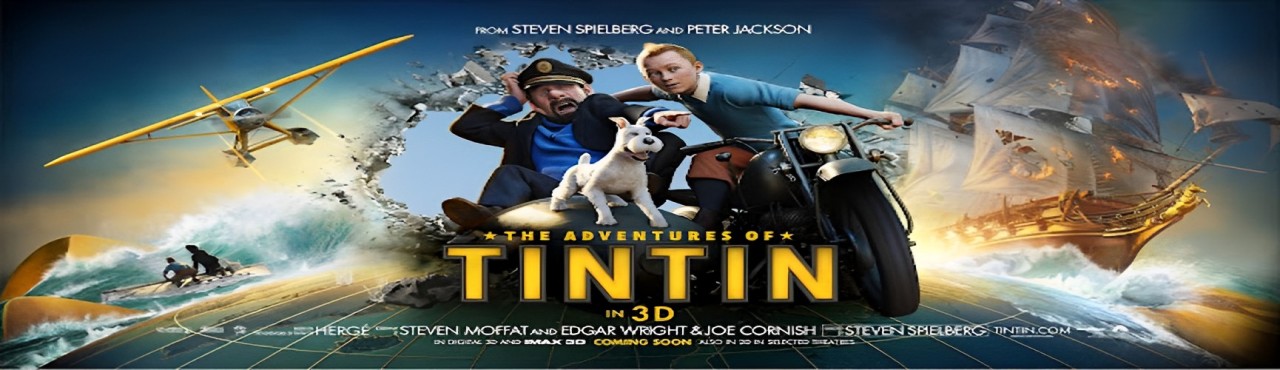 FROM STEVEN SPIELBERG AND PETER JACKSON
★ THE ADVENTURES OF ★
TINTIN
IN 3D
HERGÉ STEVEN MOFFAT AND EDGAR WRIGHT & JOE CORNISH STEVEN SPIELBERG TINTIN.COM
IN DIGITAL 3D AND IMAX 3D COMING SOON ALSO IN 2D IN SELECTED THEATRES